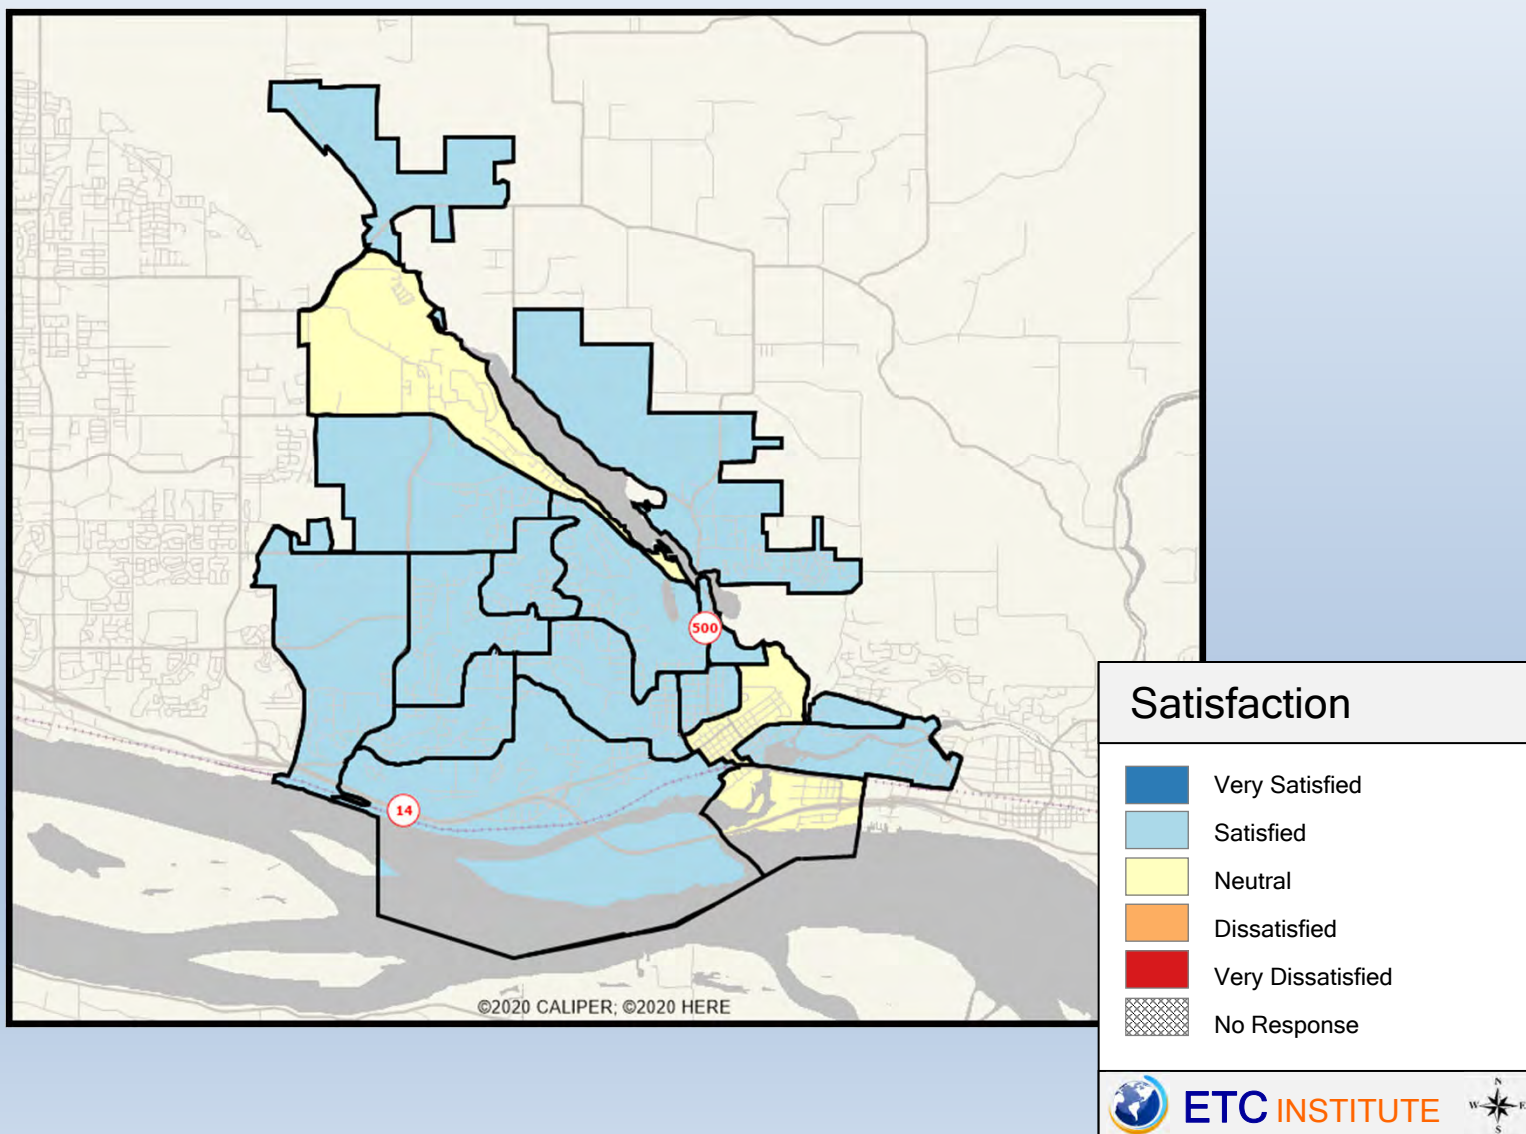 500
14
©2020 CALIPER; ©2020 HERE
Satisfaction
Very Satisfied
Satisfied
Neutral
Dissatisfied
Very Dissatisfied
No Response
ETC INSTITUTE
N
W E
S